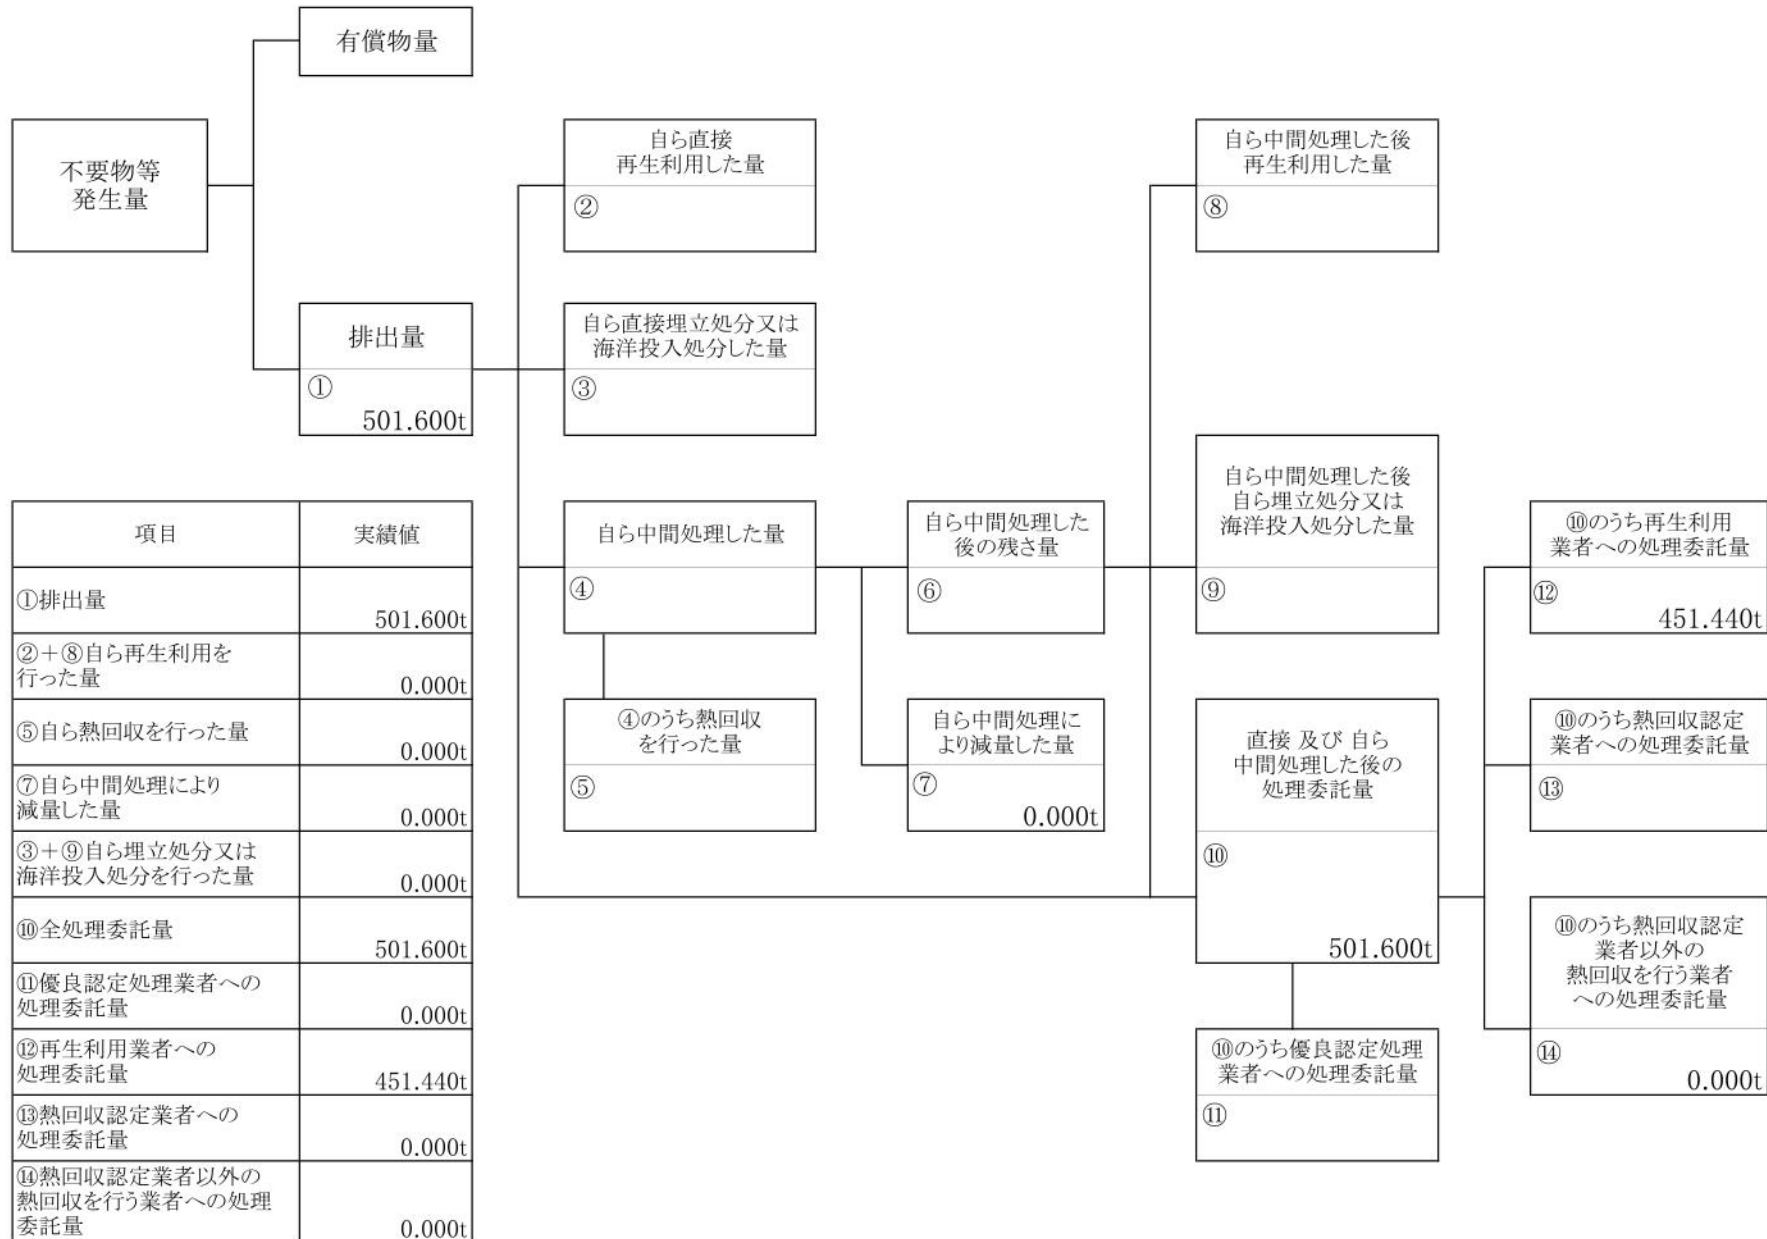 有償物量
不要物等
発生量
自ら直接
再生利用した量
②
自ら中間処理した後
再生利用した量
⑧
排出量
①
501.600t
自ら直接埋立処分又は
海洋投入処分した量
③
自ら中間処理した量
④
自ら中間処理した
後の残さ量
⑥
自ら中間処理した後
自ら埋立処分又は
海洋投入処分した量
⑨
⑩のうち再生利用
業者への処理委託量
⑫
451.440t
④のうち熱回収
を行った量
⑤
自ら中間処理に
より減量した量
⑦
0.000t
直接 及び 自ら
中間処理した後の
処理委託量
⑩
501.600t
⑩のうち熱回収認定
業者への処理委託量
⑬
⑩のうち熱回収認定
業者以外の
熱回収を行う業者
への処理委託量
⑭
0.000t
⑩のうち優良認定処理
業者への処理委託量
⑪
項目 実績値
①排出量
501.600t
②+⑧自ら再生利用を
行った量
0.000t
⑤自ら熱回収を行った量
0.000t
⑦自ら中間処理により
減量した量
0.000t
③+⑨自ら埋立処分又は
海洋投入処分を行った量
0.000t
⑩全処理委託量
501.600t
⑪優良認定処理業者への
処理委託量
0.000t
⑫再生利用業者への
処理委託量
451.440t
⑬熱回収認定業者への
処理委託量
0.000t
⑭熱回収認定業者以外の
熱回収を行う業者への処理
委託量
0.000t